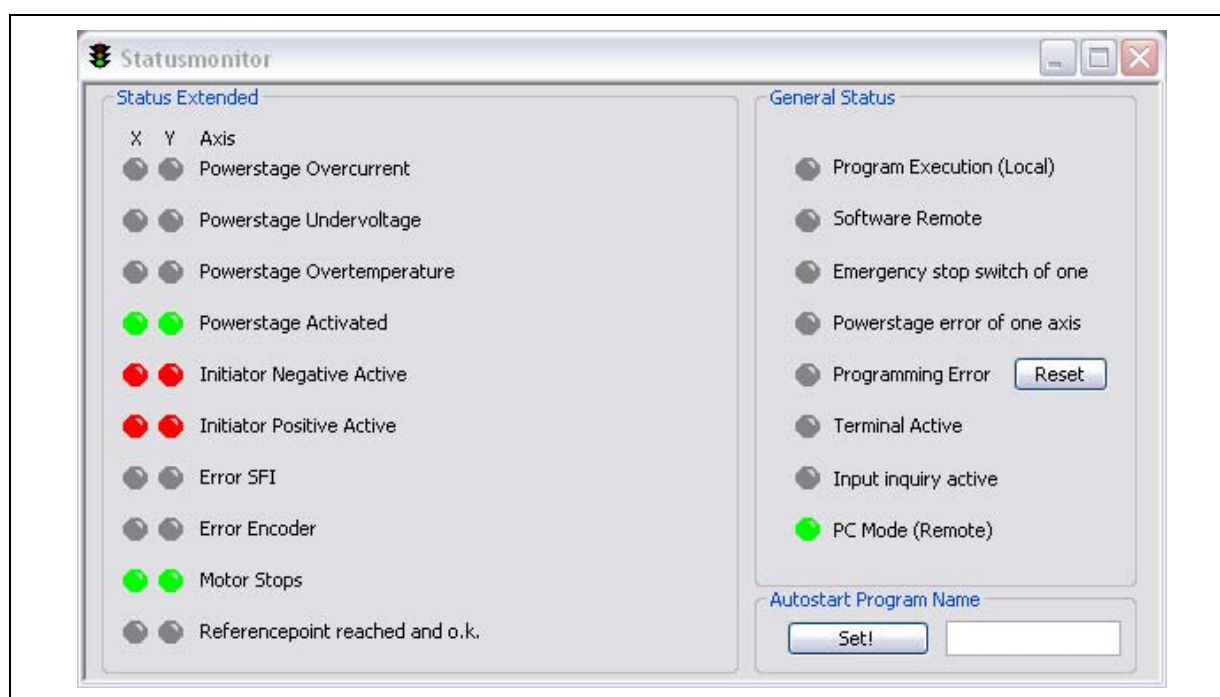 Statusmonitor
Status Extended
X Y Axis
Powerstage Overcurrent
Powerstage Undervoltage
Powerstage Overtemperature
Powerstage Activated
Initiator Negative Active
Initiator Positive Active
Error SFI
Error Encoder
Motor Stops
Referencepoint reached and o.k.
General Status
Program Execution (Local)
Software Remote
Emergency stop switch of one
Powerstage error of one axis
Programming Error Reset
Terminal Active
Input inquiry active
PC Mode (Remote)
Autostart Program Name
Set!